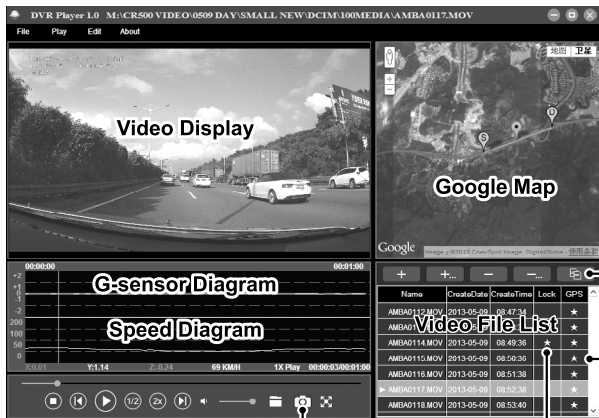 DVR Player 1.0 M:\CR500 VIDEO\0509 DAY\SMALL NEW\DCIM\100MEDIA\AMBA0117.MOV
File Play Edit About
Video Display
地图 卫星
S
D
Google Map
Google
00:00:00 00:01:00
+2
+1
0
-1
-2
G-sensor Diagram
200
150
100
50
0
Speed Diagram
X:0.01 Y:1.14 Z:-0.24 69 KM/H 1X Play 00:00:03/00:01:00
1/2 2x
+ +... − −...
Name CreateDate CreateTime Lock GPS
AMBA0112.MOV 2013-05-09 08:47:34 ★
Video File List
AMBA0114.MOV 2013-05-09 08:49:36 ★ ★
AMBA0115.MOV 2013-05-09 08:50:36 ★
AMBA0116.MOV 2013-05-09 08:51:38 ★
AMBA0117.MOV 2013-05-09 08:52:38 ★
AMBA0118.MOV 2013-05-09 08:53:40 ★